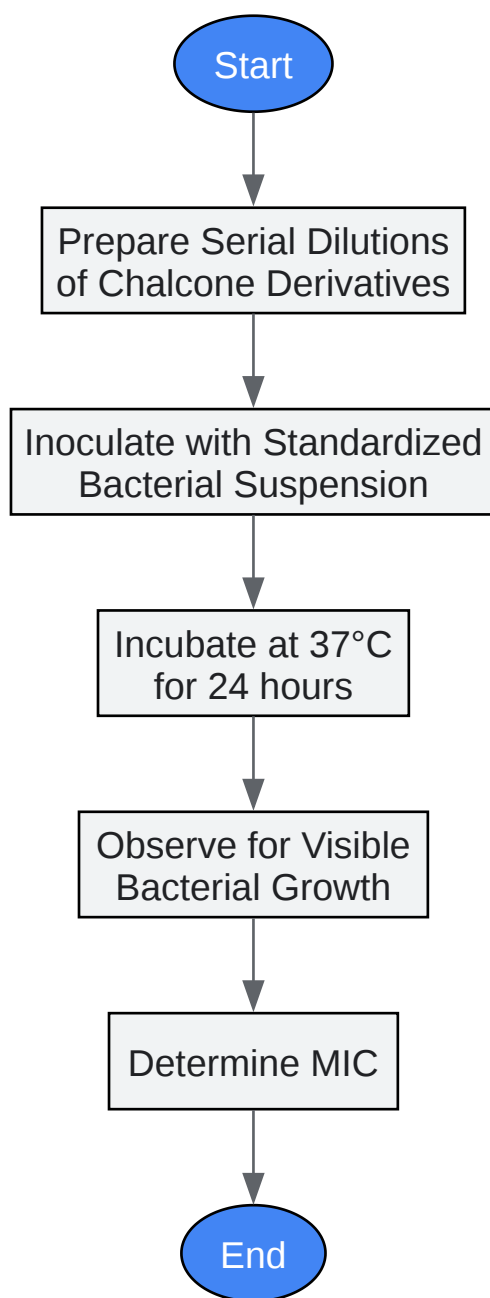 Start
Prepare Serial Dilutions
of Chalcone Derivatives
Inoculate with Standardized
Bacterial Suspension
Incubate at 37°C
for 24 hours
Observe for Visible
Bacterial Growth
Determine MIC
End